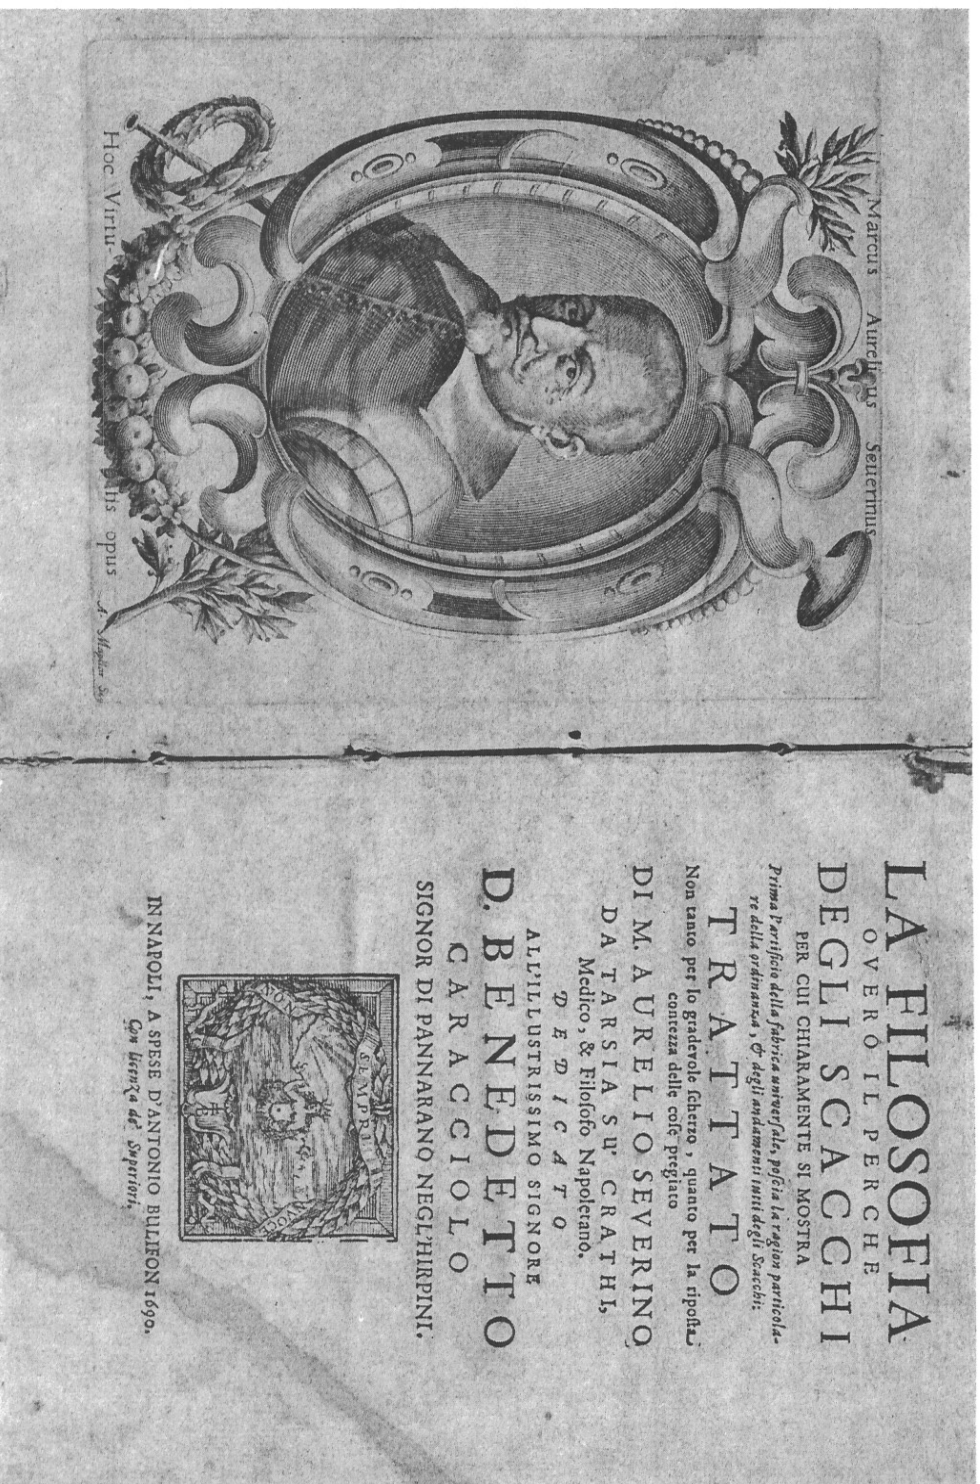 Marcus Aurelius Seuerinus
Hoc Virtu- opus
LA FILOSOFIA
OVERÒ IL PERCHE
DEGLI SCACCHI
PER CUI CHIARAMENTE SI MOSTRA
Prima l'artificio della fabrica universale, poſcia la ragion particola-
re della ordinanza, & degli andamenti tutti degli Scacchi.
TRATTATO
Non tanto per lo gradevole ſcherzo, quanto per la ripoſta
contezza delle coſe pregiato
DI M. AURELIO SEVERINO
DA TARSIA SU' CRATHI,
Medico, & Filoſofo Napoletano.
DEDICATO
ALL'ILLUSTRISSIMO SIGNORE
D. BENEDETTO
CARACCIOLO
SIGNOR DI PANNARANO NEGL'HIRPINI.
NON SEMPRE
IN NAPOLI, A SPESE D'ANTONIO BULIFON 1690.
Con licenza de' Superiori.